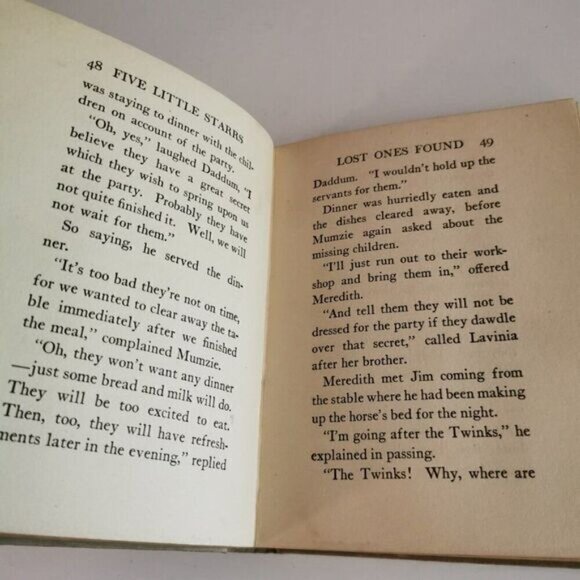 48 FIVE LITTLE STARRS
was staying to dinner with the chil-
dren on account of the party.
"Oh, yes," laughed Daddum, "I
believe they have a great secret
which they wish to spring upon us
at the party. Probably they have
not quite finished it. Well, we will
not wait for them."
So saying, he served the din-
ner.
"It's too bad they're not on time,
for we wanted to clear away the ta-
ble immediately after we finished
the meal," complained Mumzie.
"Oh, they won't want any dinner
—just some bread and milk will do.
They will be too excited to eat.
Then, too, they will have refresh-
ments later in the evening," replied
LOST ONES FOUND 49
Daddum. "I wouldn't hold up the
servants for them."
Dinner was hurriedly eaten and
the dishes cleared away, before
Mumzie again asked about the
missing children.
"I'll just run out to their work-
shop and bring them in," offered
Meredith.
"And tell them they will not be
dressed for the party if they dawdle
over that secret," called Lavinia
after her brother.
Meredith met Jim coming from
the stable where he had been making
up the horse's bed for the night.
"I'm going after the Twinks," he
explained in passing.
"The Twinks! Why, where are